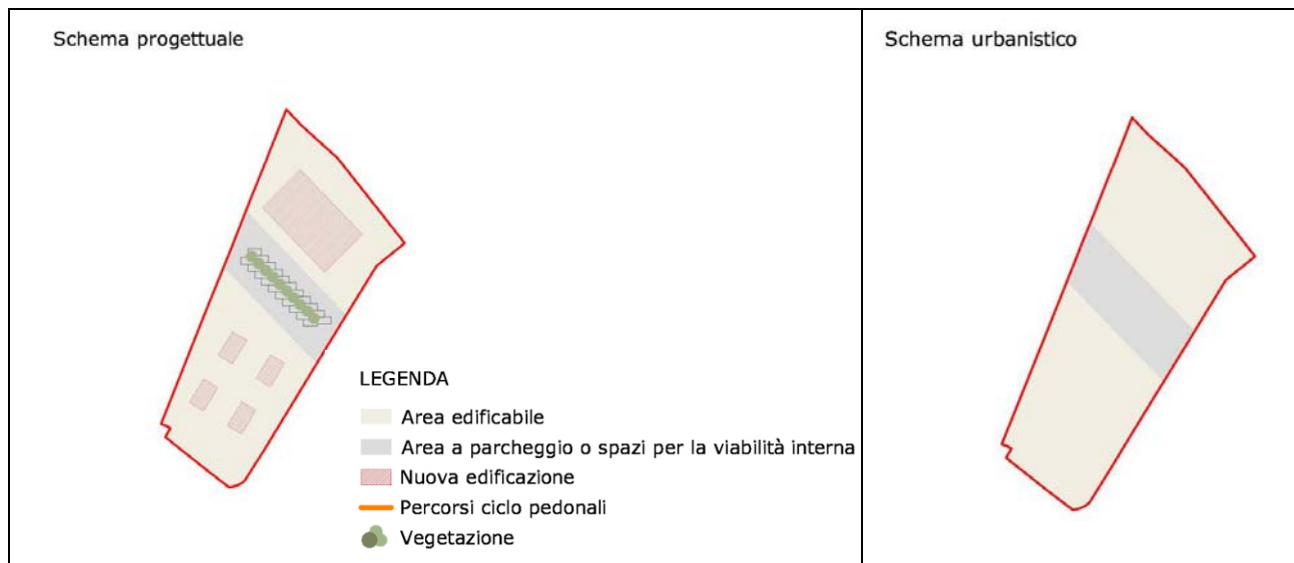 Schema progettuale
Schema urbanistico
LEGENDA
Area edificabile
Area a parcheggio o spazi per la viabilità interna
Nuova edificazione
Percorsi ciclo pedonali
Vegetazione